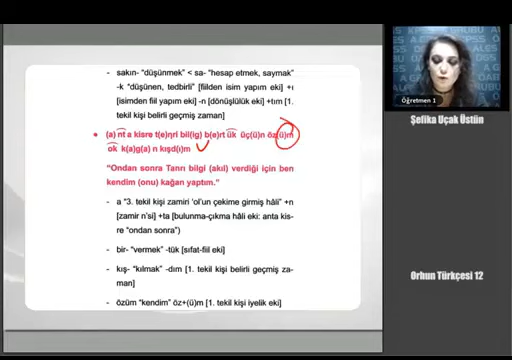 - sakın- “düşünmek” < sa- “hesap etmek, saymak”
-k “düşünen, tedbirli” [fiilden isim yapım eki] +ı
[isimden fiil yapım eki] -n [dönüşlülük eki] +tım [1.
tekil kişi belirli geçmiş zaman]
• (a) nt a kisre t(e)ŋri bil(ig) b(e)rt ük üç(ü)n öz(ü)m
ok k(a)g(a) n kışd(ı)m
“Ondan sonra Tanrı bilgi (akıl) verdiği için ben
kendim (onu) kağan yaptım.”
- a “3. tekil kişi zamiri ‘ol’un çekime girmiş hali” +n
[zamir n’si] +ta [bulunma-çıkma hâli eki: anta kis-
re “ondan sonra”)
- bir- “vermek” -tük [sıfat-fiil eki]
- kış- “kılmak” -dım [1. tekil kişi belirli geçmiş za-
man]
- özüm “kendim” öz+(ü)m [1. tekil kişi iyelik eki]
Öğretmen 1
Şefika Uçak Üstün
Orhun Türkçesi 12